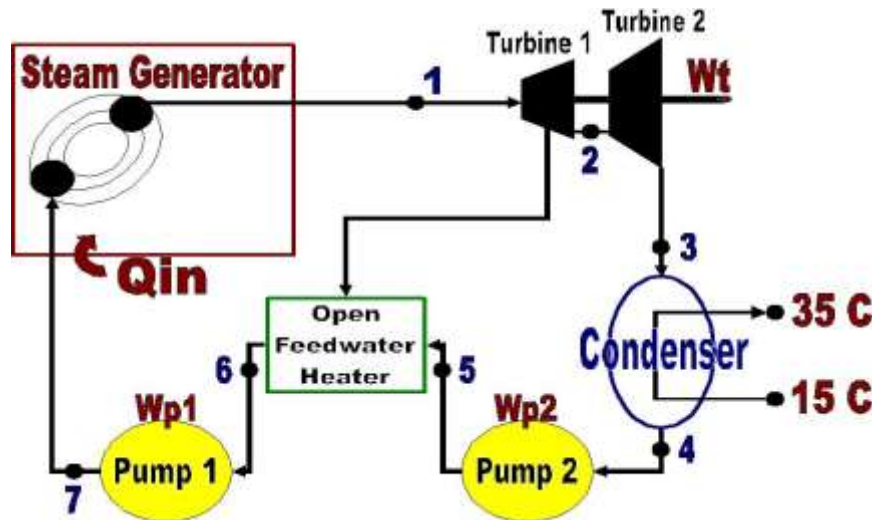 Turbine 1
Turbine 2
Steam Generator
1
Wt
2
Qin
3
Open
Feedwater
Heater
35 C
Condenser
15 C
6
5
Wp1
Wp2
4
Pump 1
Pump 2
7